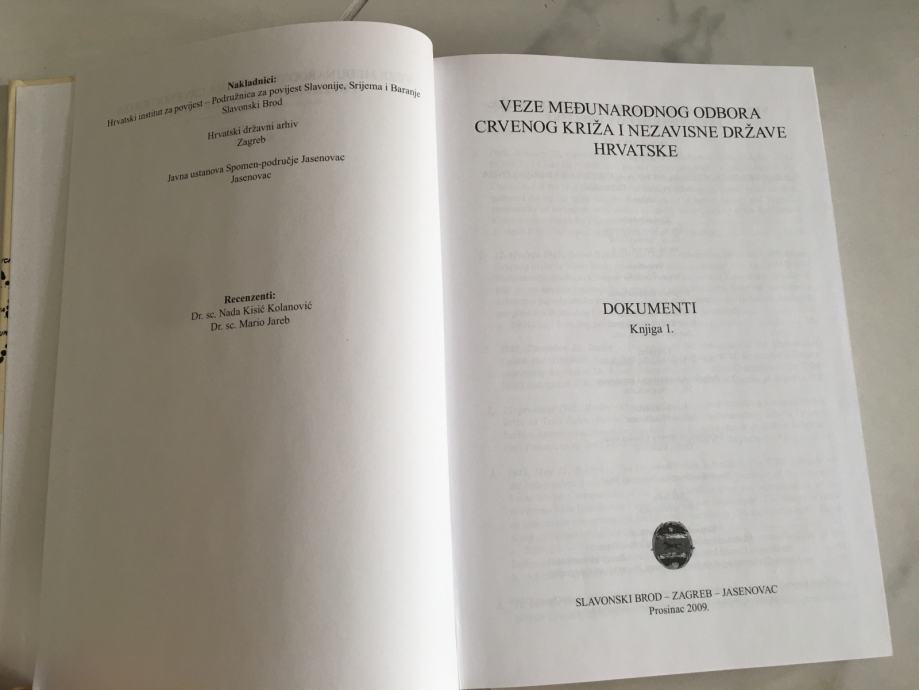 Nakladnici:
Hrvatski institut za povijest – Podružnica za povijest Slavonije, Srijema i Baranje
Slavonski Brod
Hrvatski državni arhiv
Zagreb
Javna ustanova Spomen-područje Jasenovac
Jasenovac
Recenzenti:
Dr. sc. Nada Kisić Kolanović
Dr. sc. Mario Jareb
VEZE MEĐUNARODNOG ODBORA
CRVENOG KRIŽA I NEZAVISNE DRŽAVE
HRVATSKE
DOKUMENTI
Knjiga 1.
SLAVONSKI BROD – ZAGREB – JASENOVAC
Prosinac 2009.